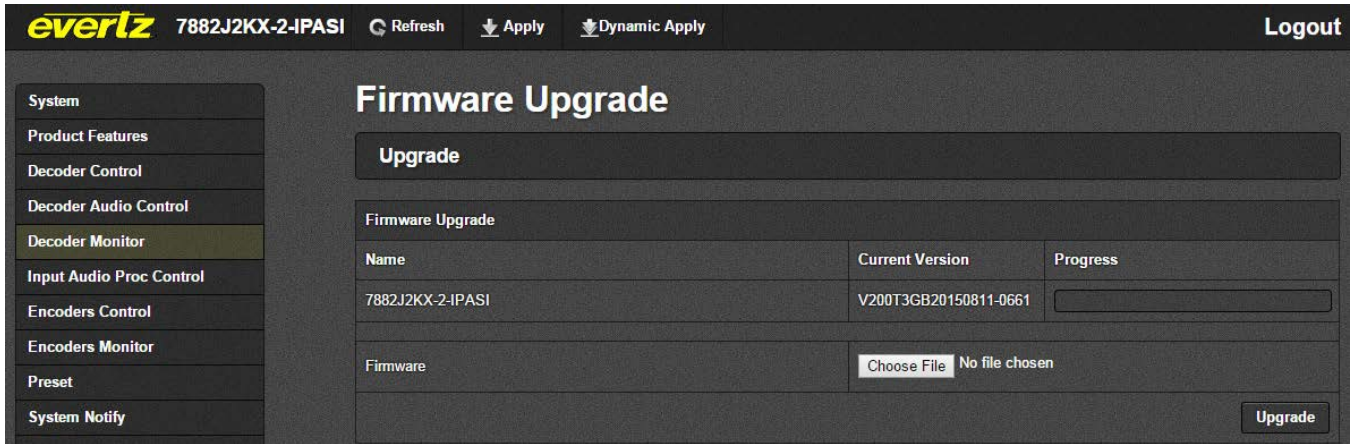 evertz 7882J2KX-2-IPASI Refresh Apply Dynamic Apply Logout
System
Product Features
Decoder Control
Decoder Audio Control
Decoder Monitor
Input Audio Proc Control
Encoders Control
Encoders Monitor
Preset
System Notify
Firmware Upgrade
Upgrade
Firmware Upgrade
Name Current Version Progress
7882J2KX-2-IPASI V200T3GB20150811-0661
Firmware Choose File No file chosen
Upgrade